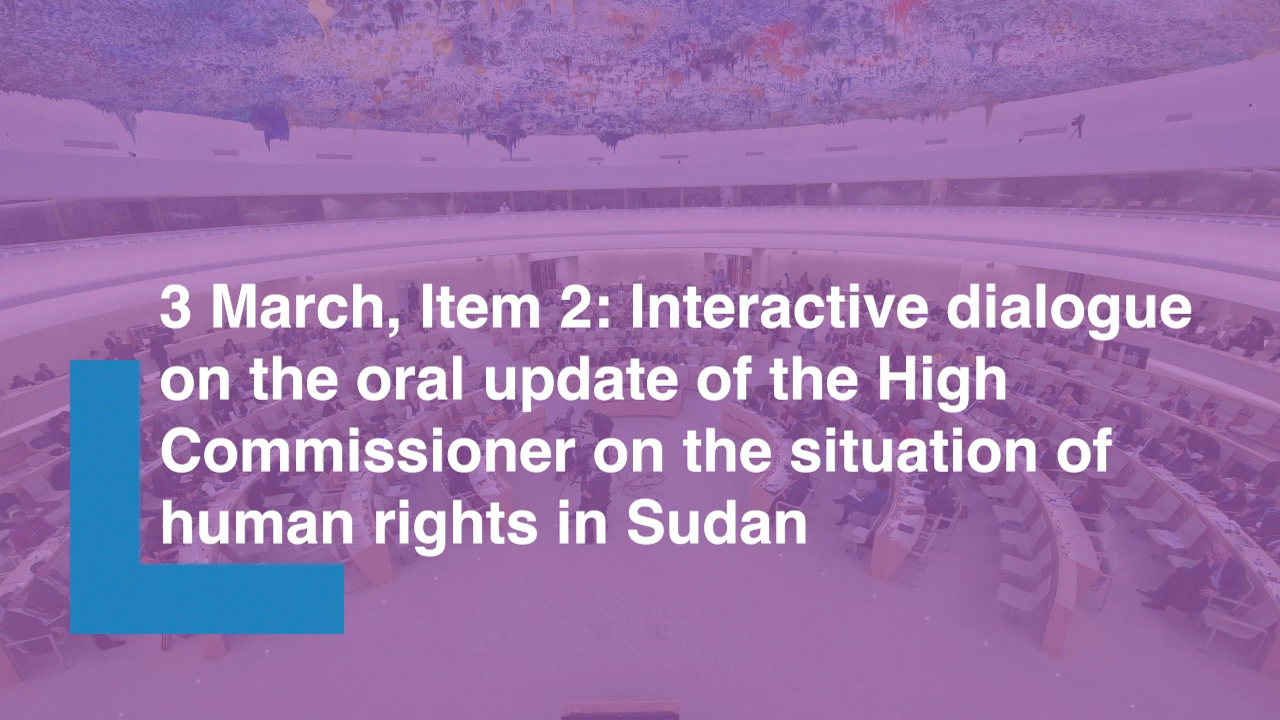 3 March, Item 2: Interactive dialogue
on the oral update of the High
Commissioner on the situation of
human rights in Sudan